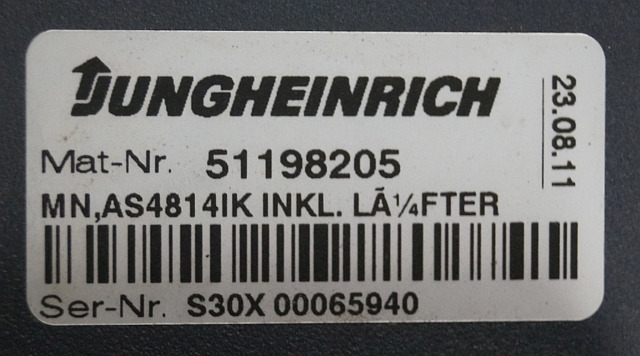 JUNGHEINRICH
23.08.11
Mat-Nr. 51198205
MN,AS4814IK INKL. LÃ¼FTER
Ser-Nr. S30X 00065940